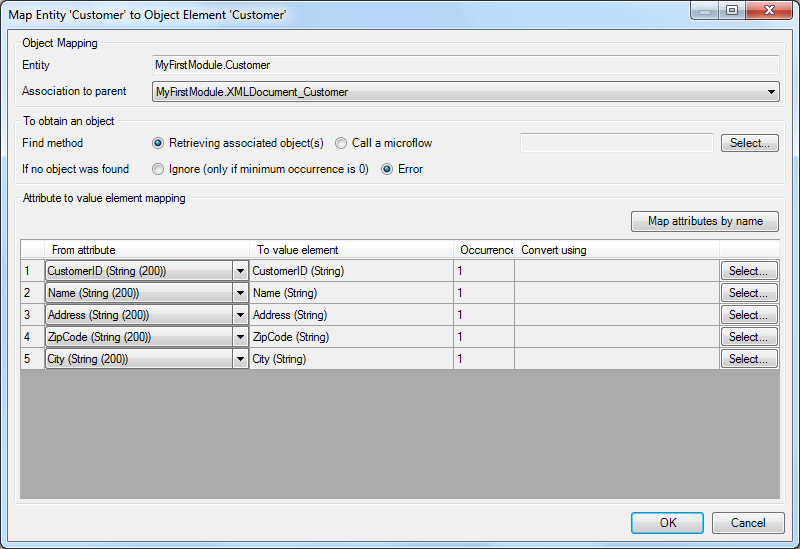 Map Entity 'Customer' to Object Element 'Customer'
Object Mapping
Entity MyFirstModule.Customer
Association to parent MyFirstModule.XMLDocument_Customer
To obtain an object
Find method Retrieving associated object(s) Call a microflow Select...
If no object was found Ignore (only if minimum occurrence is 0) Error
Attribute to value element mapping
Map attributes by name
From attribute To value element Occurrence Convert using
1 CustomerID (String (200)) CustomerID (String) 1 Select...
2 Name (String (200)) Name (String) 1 Select...
3 Address (String (200)) Address (String) 1 Select...
4 ZipCode (String (200)) ZipCode (String) 1 Select...
5 City (String (200)) City (String) 1 Select...
OK Cancel